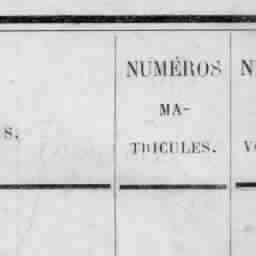 NUMÉROS
MA-
TRICULES.
S.